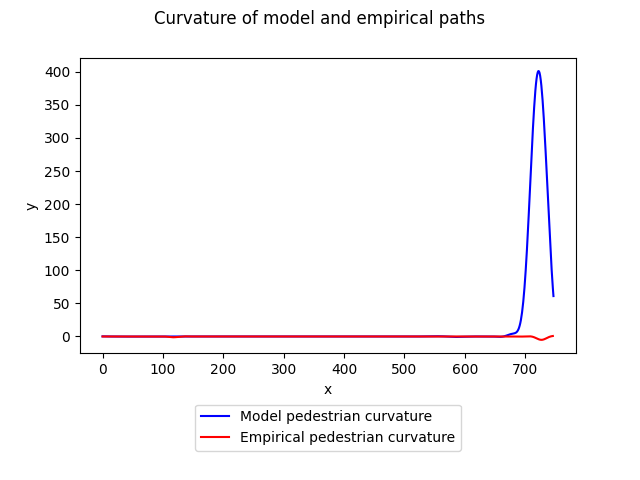 Curvature of model and empirical paths
400
350
300
250
200
150
100
50
0
y
0 100 200 300 400 500 600 700
x
Model pedestrian curvature
Empirical pedestrian curvature